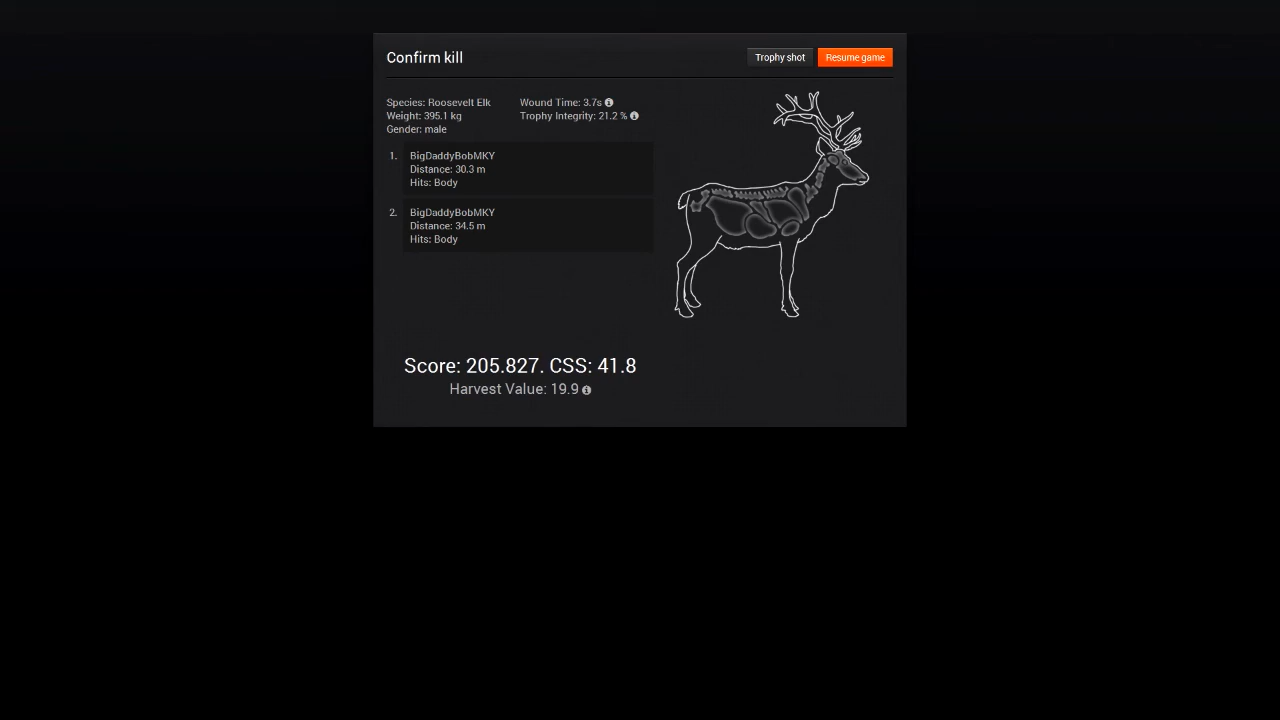 Confirm kill
Trophy shot
Resume game
Species: Roosevelt Elk
Weight: 395.1 kg
Gender: male
Wound Time: 3.7s
Trophy Integrity: 21.2 %
1.
BigDaddyBobMKY
Distance: 30.3 m
Hits: Body
2.
BigDaddyBobMKY
Distance: 34.5 m
Hits: Body
Score: 205.827. CSS: 41.8
Harvest Value: 19.9